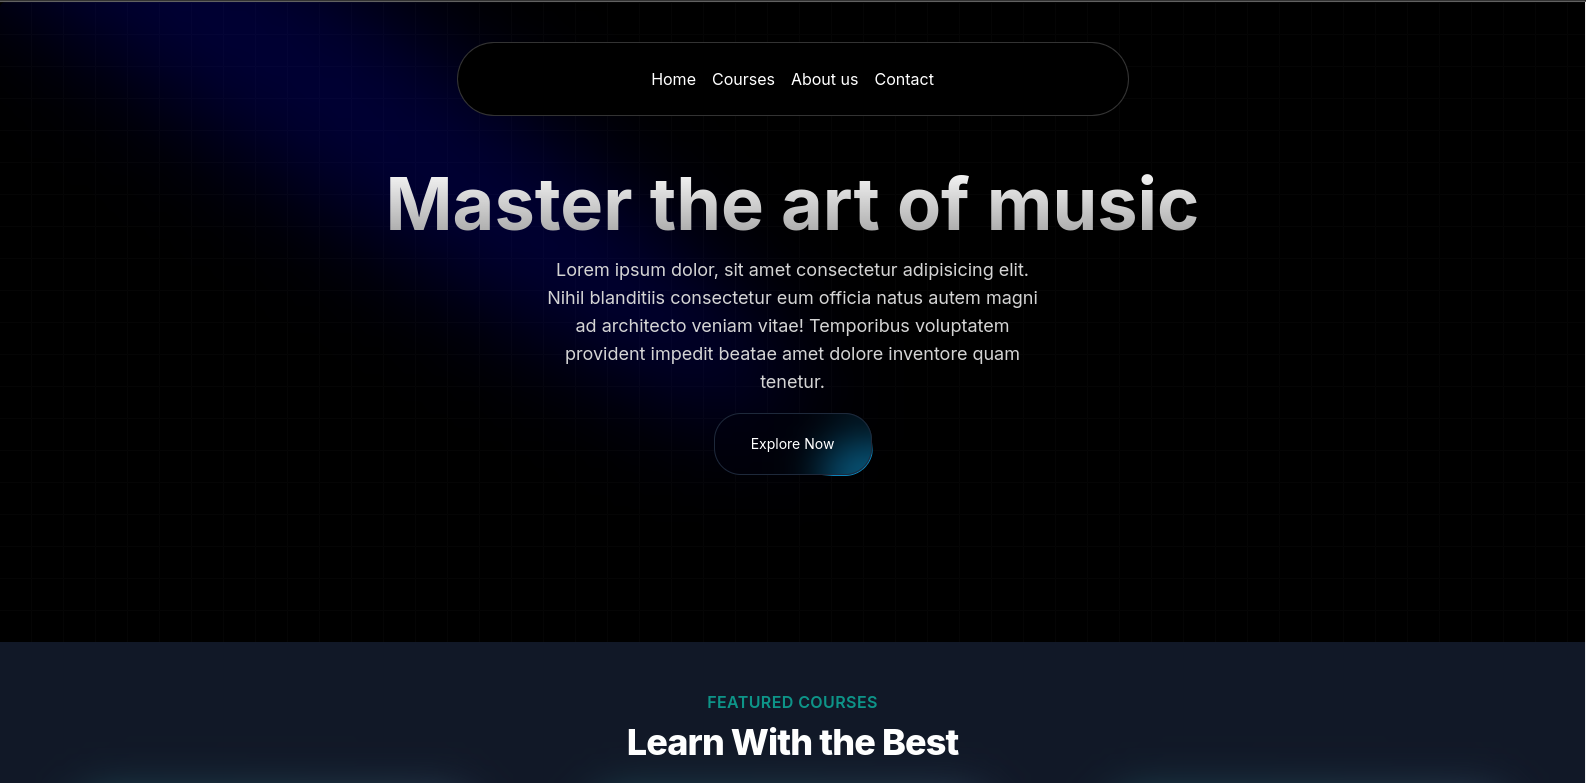 Home Courses About us Contact
Master the art of music
Lorem ipsum dolor, sit amet consectetur adipisicing elit.
Nihil blanditiis consectetur eum officia natus autem magni
ad architecto veniam vitae! Temporibus voluptatem
provident impedit beatae amet dolore inventore quam
tenetur.
Explore Now
FEATURED COURSES
Learn With the Best